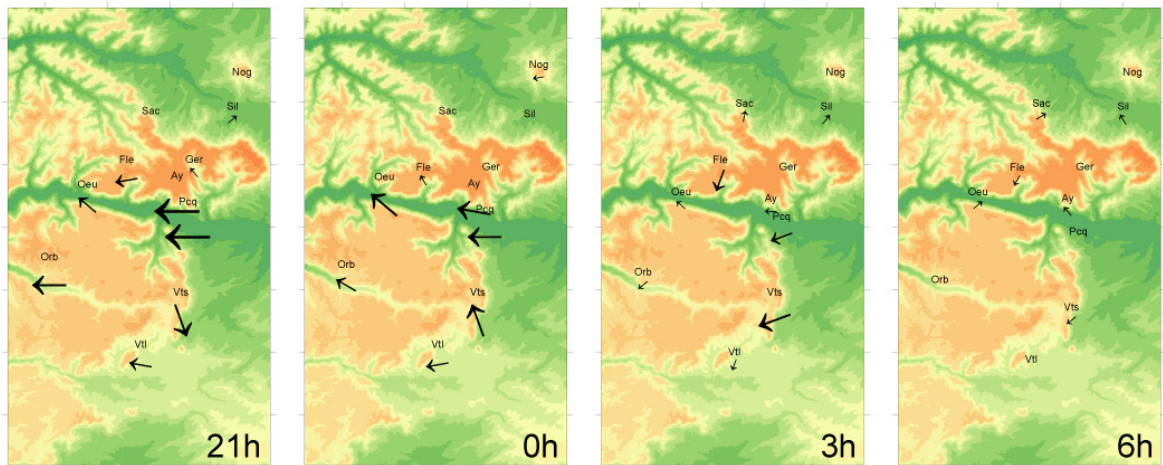 Nog
Sil
Sac
Fle
Ger
Ay
Oeu
Pcq
Orb
Vts
Vtl
21h
Nog
Sac
Sil
Fle
Ger
Oeu
Ay
Pcq
Orb
Vts
Vtl
0h
Nog
Sac
Sil
Fle
Ger
Oeu
Ay
Pcq
Orb
Vts
Vtl
3h
Nog
Sac
Sil
Fle
Ger
Oeu
Ay
Pcq
Orb
Vts
Vtl
6h